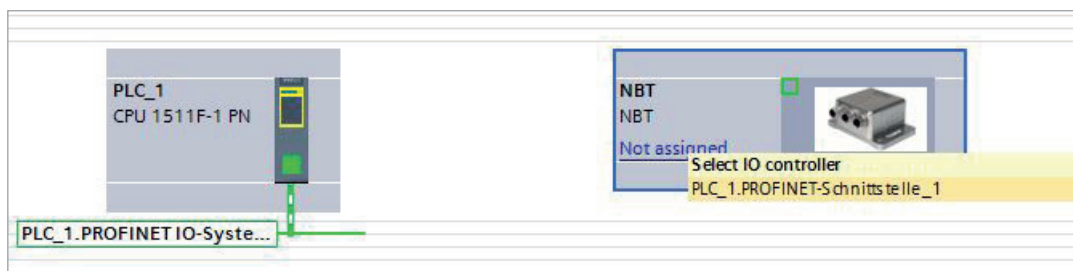 PLC_1
CPU 1511F-1 PN
PLC_1.PROFINET IO-Syste...
NBT
NBT
Not assigned
Select IO controller
PLC_1.PROFINET-Schnittstelle_1